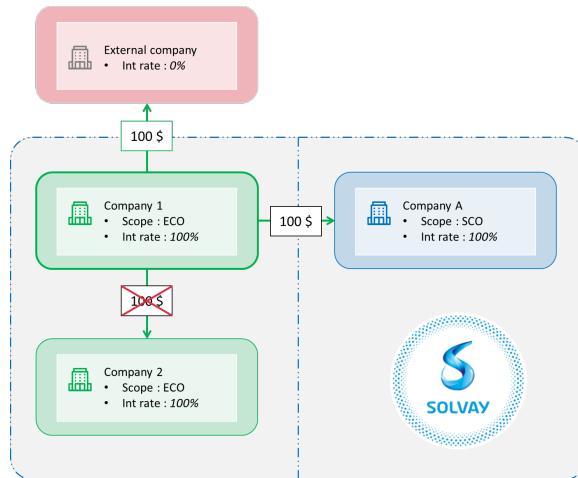 External company
• Int rate : 0%
100 $
Company 1
• Scope : ECO
• Int rate : 100%
100 $
Company A
• Scope : SCO
• Int rate : 100%
100 $
Company 2
• Scope : ECO
• Int rate : 100%
SOLVAY